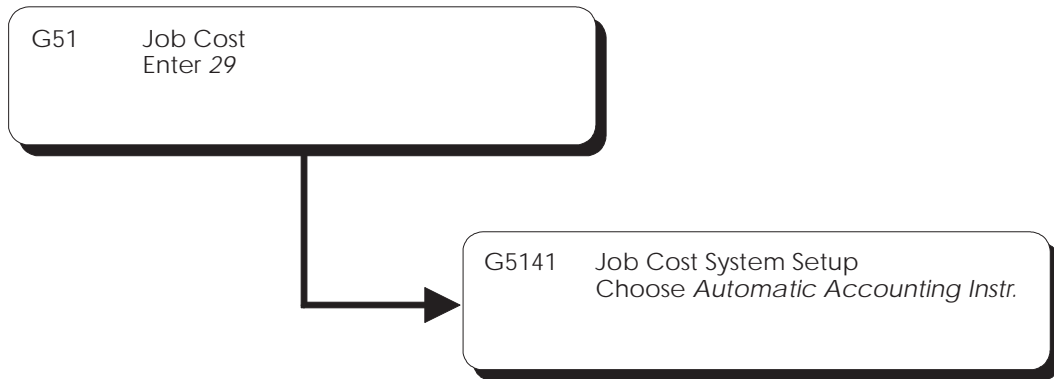 G51 Job Cost
Enter 29
G5141 Job Cost System Setup
Choose Automatic Accounting Instr.